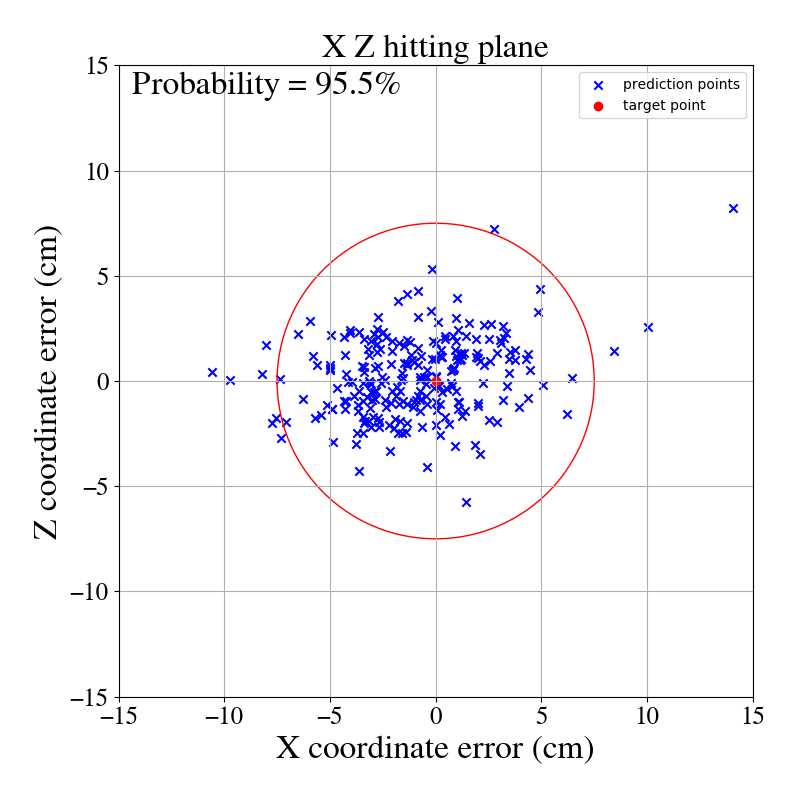 X Z hitting plane
Probability = 95.5%
prediction points
target point
15
10
5
0
−5
−10
−15
Z coordinate error (cm)
−15 −10 −5 0 5 10 15
X coordinate error (cm)